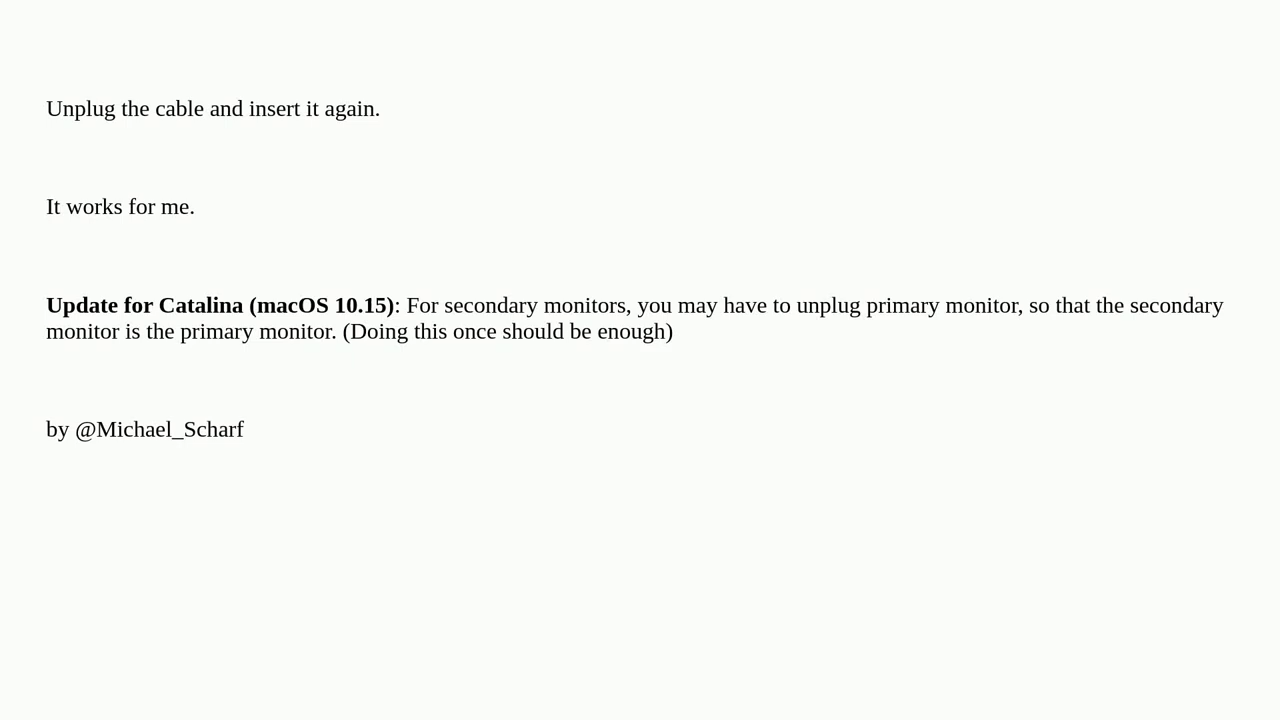 Unplug the cable and insert it again.
It works for me.
Update for Catalina (macOS 10.15): For secondary monitors, you may have to unplug primary monitor, so that the secondary
monitor is the primary monitor. (Doing this once should be enough)
by @Michael_Scharf